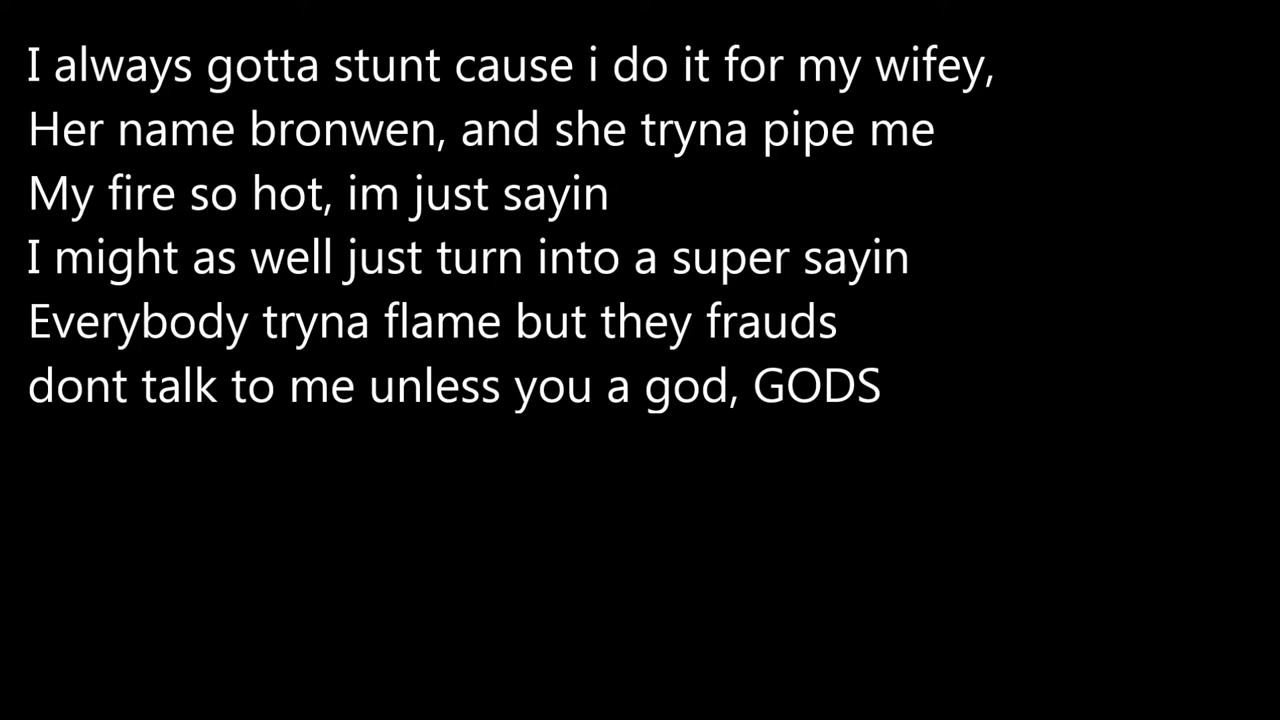 I always gotta stunt cause i do it for my wifey,
Her name bronwen, and she tryna pipe me
My fire so hot, im just sayin
I might as well just turn into a super sayin
Everybody tryna flame but they frauds
dont talk to me unless you a god, GODS